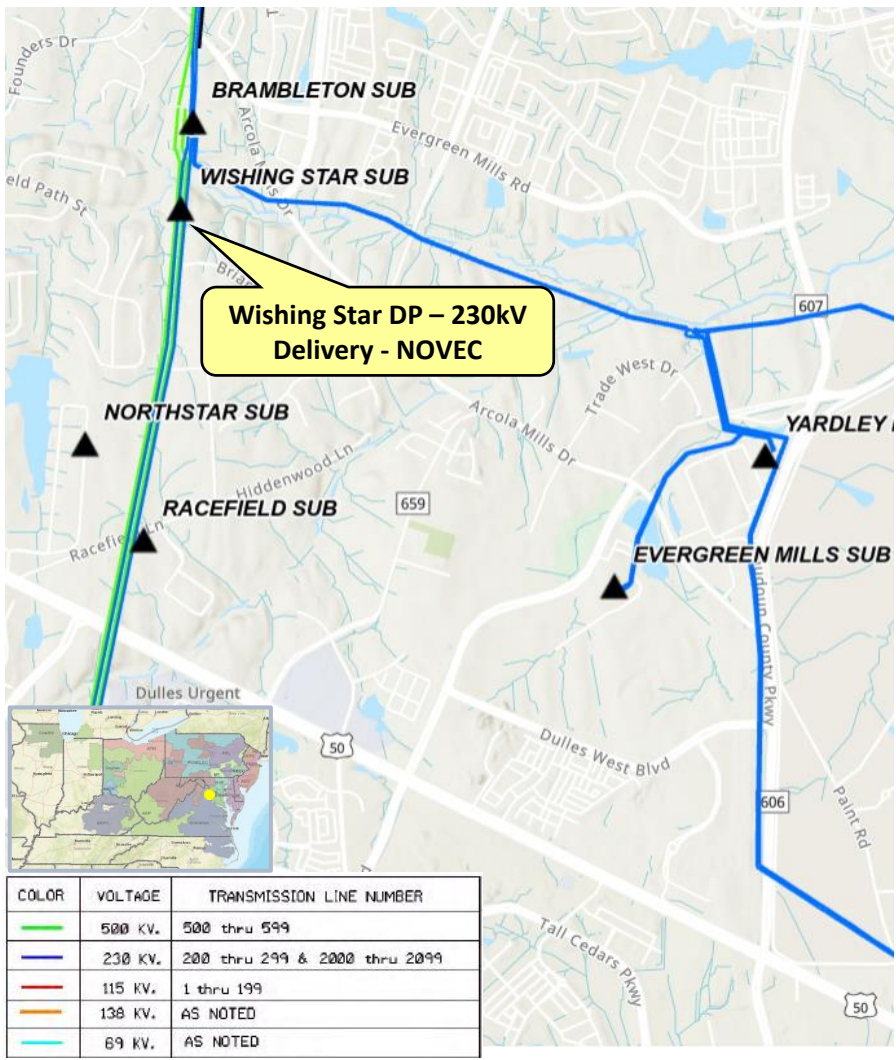 Founders Dr
BRAMBLETON SUB
Evergreen Mills Rd
WISHING STAR SUB
eld Path St
Wishing Star DP – 230kV
Delivery - NOVEC
607
Trade West Dr
NORTHSTAR SUB
Arcola Mills Dr
YARDLEY
Hiddenwood Ln
659
RACEFIELD SUB
EVERGREEN MILLS SUB
udoun County Pkwy
Dulles Urgent
50
Dulles West Blvd
606
Paint Rd
Tall Cedars Pkwy
50
COLOR VOLTAGE TRANSMISSION LINE NUMBER
500 KV. 500 thru 599
230 KV. 200 thru 299 & 2000 thru 2099
115 KV. 1 thru 199
138 KV. AS NOTED
69 KV. AS NOTED